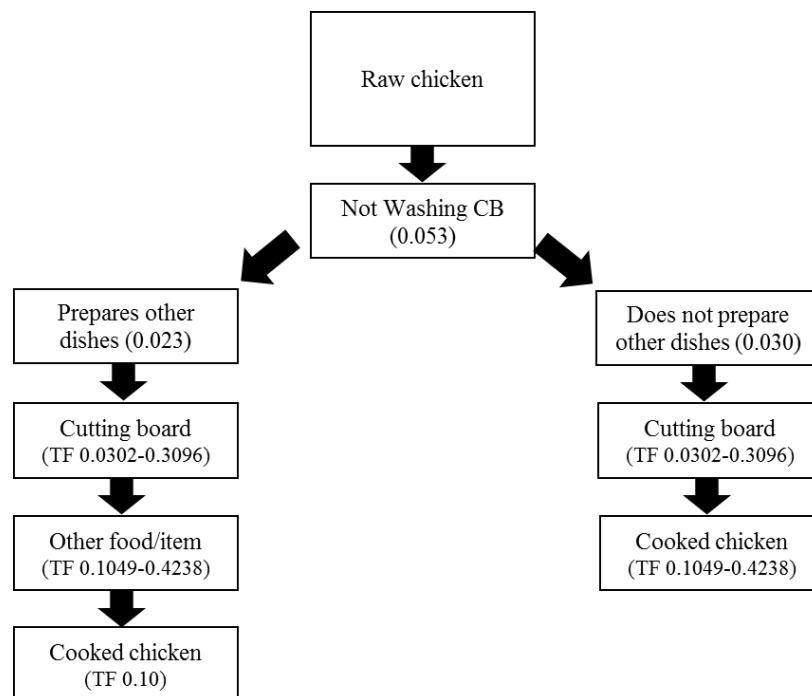 Raw chicken
Not Washing CB
(0.053)
Prepares other
dishes (0.023)
Does not prepare
other dishes (0.030)
Cutting board
(TF 0.0302-0.3096)
Cutting board
(TF 0.0302-0.3096)
Other food/item
(TF 0.1049-0.4238)
Cooked chicken
(TF 0.1049-0.4238)
Cooked chicken
(TF 0.10)